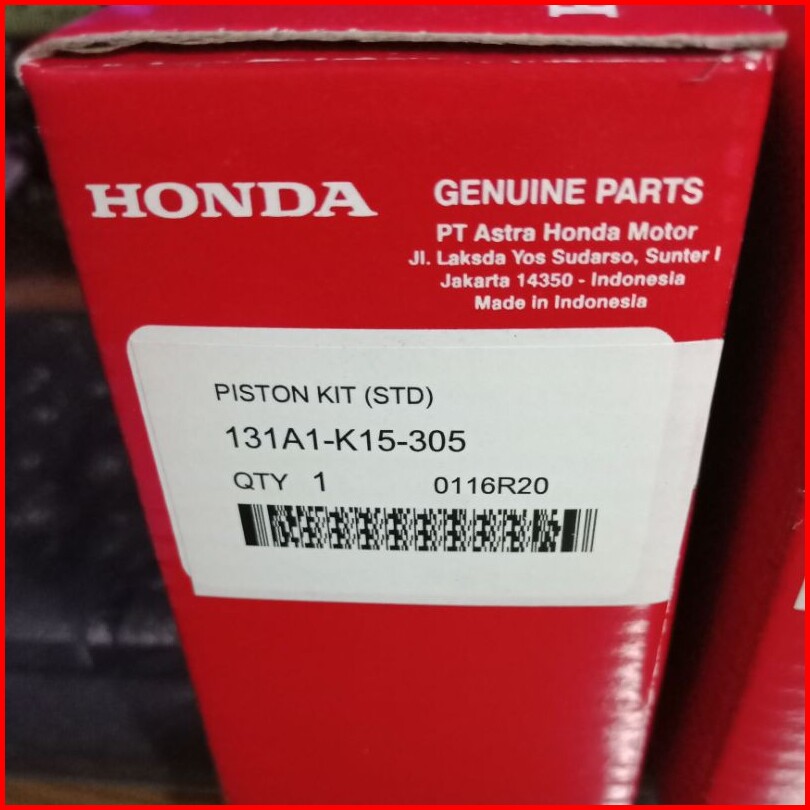 HONDA
GENUINE PARTS
PT Astra Honda Motor
Jl. Laksda Yos Sudarso, Sunter I
Jakarta 14350 - Indonesia
Made in Indonesia
PISTON KIT (STD)
131A1-K15-305
QTY 1 0116R20